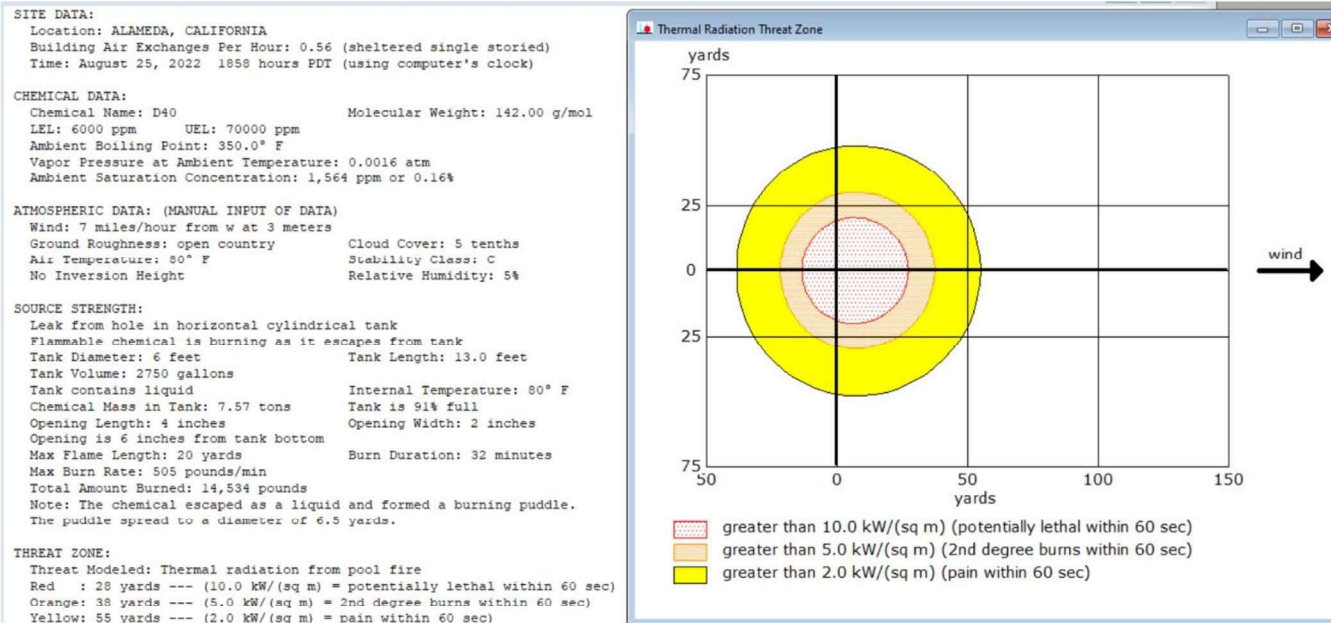 SITE DATA:
Location: ALAMEDA, CALIFORNIA
Building Air Exchanges Per Hour: 0.56 (sheltered single storied)
Time: August 25, 2022 1858 hours PDT (using computer's clock)
CHEMICAL DATA:
Chemical Name: D40 Molecular Weight: 142.00 g/mol
LEL: 6000 ppm UEL: 70000 ppm
Ambient Boiling Point: 350.0° F
Vapor Pressure at Ambient Temperature: 0.0016 atm
Ambient Saturation Concentration: 1,564 ppm or 0.16%
ATMOSPHERIC DATA: (MANUAL INPUT OF DATA)
Wind: 7 miles/hour from w at 3 meters
Ground Roughness: open country Cloud Cover: 5 tenths
Air Temperature: 80° F Stability Class: C
No Inversion Height Relative Humidity: 5%
SOURCE STRENGTH:
Leak from hole in horizontal cylindrical tank
Flammable chemical is burning as it escapes from tank
Tank Diameter: 6 feet Tank Length: 13.0 feet
Tank Volume: 2750 gallons
Tank contains liquid Internal Temperature: 80° F
Chemical Mass in Tank: 7.57 tons Tank is 91% full
Opening Length: 4 inches Opening Width: 2 inches
Opening is 6 inches from tank bottom
Max Flame Length: 20 yards Burn Duration: 32 minutes
Max Burn Rate: 505 pounds/min
Total Amount Burned: 14,534 pounds
Note: The chemical escaped as a liquid and formed a burning puddle.
The puddle spread to a diameter of 6.5 yards.
THREAT ZONE:
Threat Modeled: Thermal radiation from pool fire
Red : 28 yards --- (10.0 kW/(sq m) = potentially lethal within 60 sec)
Orange: 38 yards --- (5.0 kW/(sq m) = 2nd degree burns within 60 sec)
Yellow: 55 yards --- (2.0 kW/(sq m) = pain within 60 sec)
Thermal Radiation Threat Zone
yards
75
25
0
25
75
50 0 50 100 150
yards
wind
greater than 10.0 kW/(sq m) (potentially lethal within 60 sec)
greater than 5.0 kW/(sq m) (2nd degree burns within 60 sec)
greater than 2.0 kW/(sq m) (pain within 60 sec)